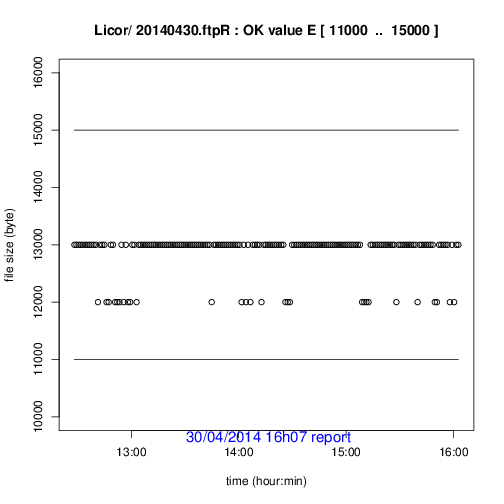 Licor/ 20140430.ftpR : OK value E [ 11000 .. 15000 ]
file size (byte)
16000
15000
14000
13000
12000
11000
10000
30/04/2014 16h07 report
13:00
14:00
15:00
16:00
time (hour:min)